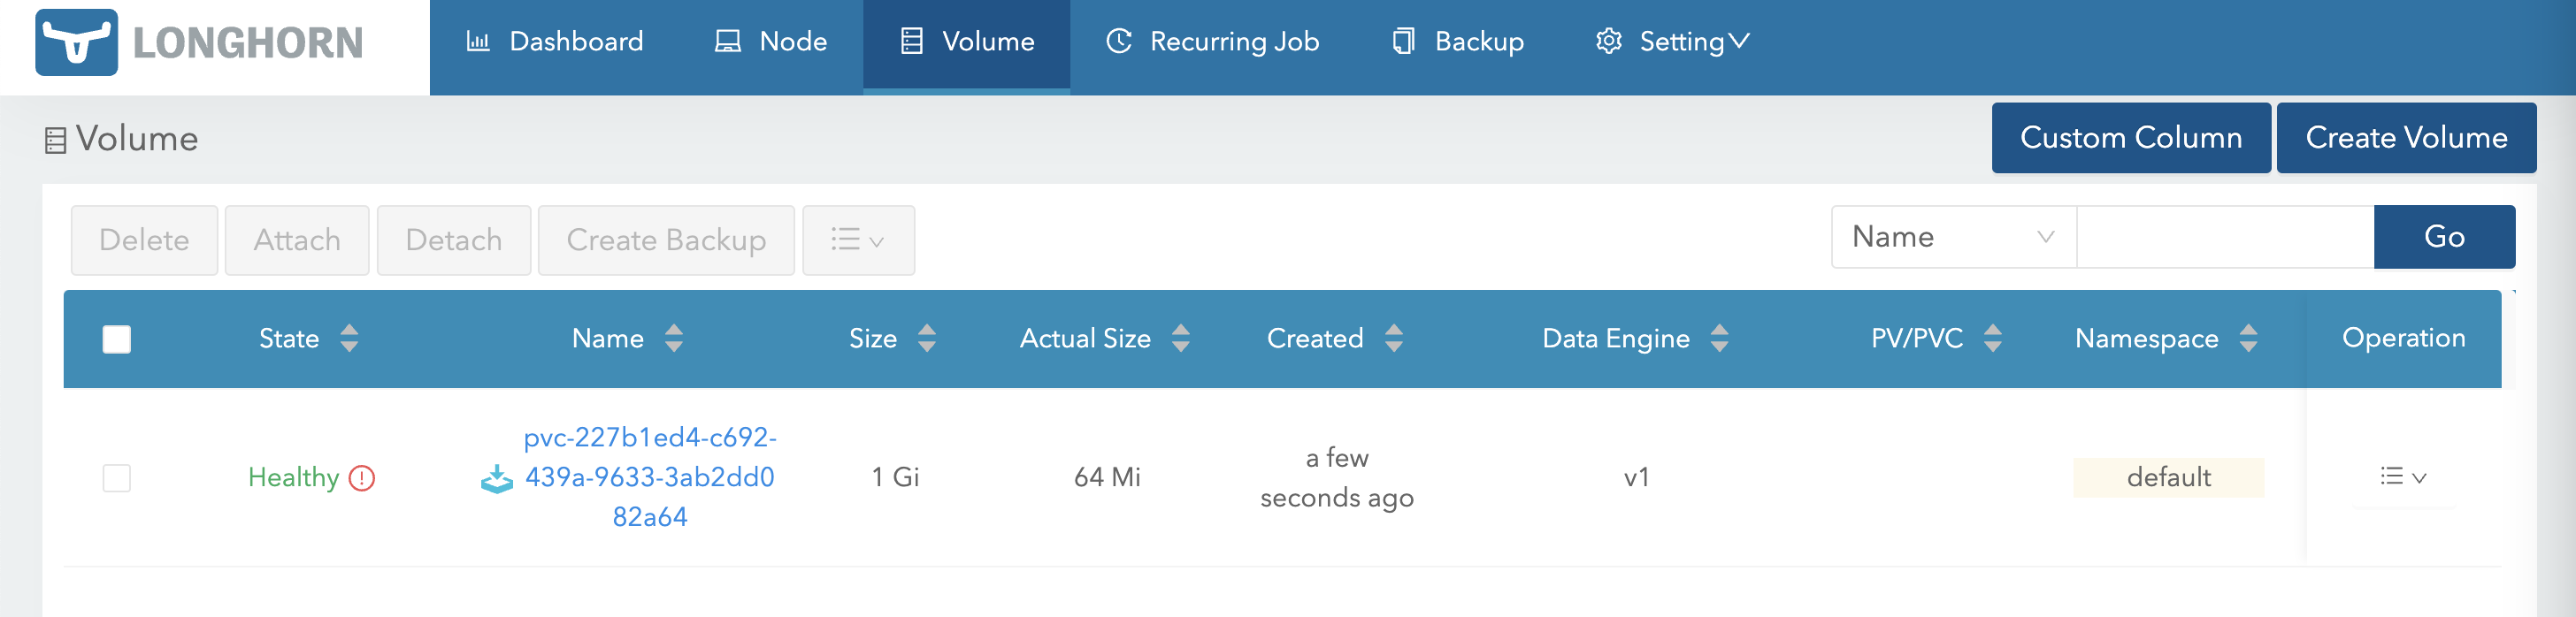 LONGHORN
Dashboard
Node
Volume
Recurring Job
Backup
Setting
Volume
Custom Column
Create Volume
Delete
Attach
Detach
Create Backup
Name
Go
State
Name
Size
Actual Size
Created
Data Engine
PV/PVC
Namespace
Operation
Healthy
pvc-227b1ed4-c692-
439a-9633-3ab2dd0
82a64
1 Gi
64 Mi
a few
seconds ago
v1
default